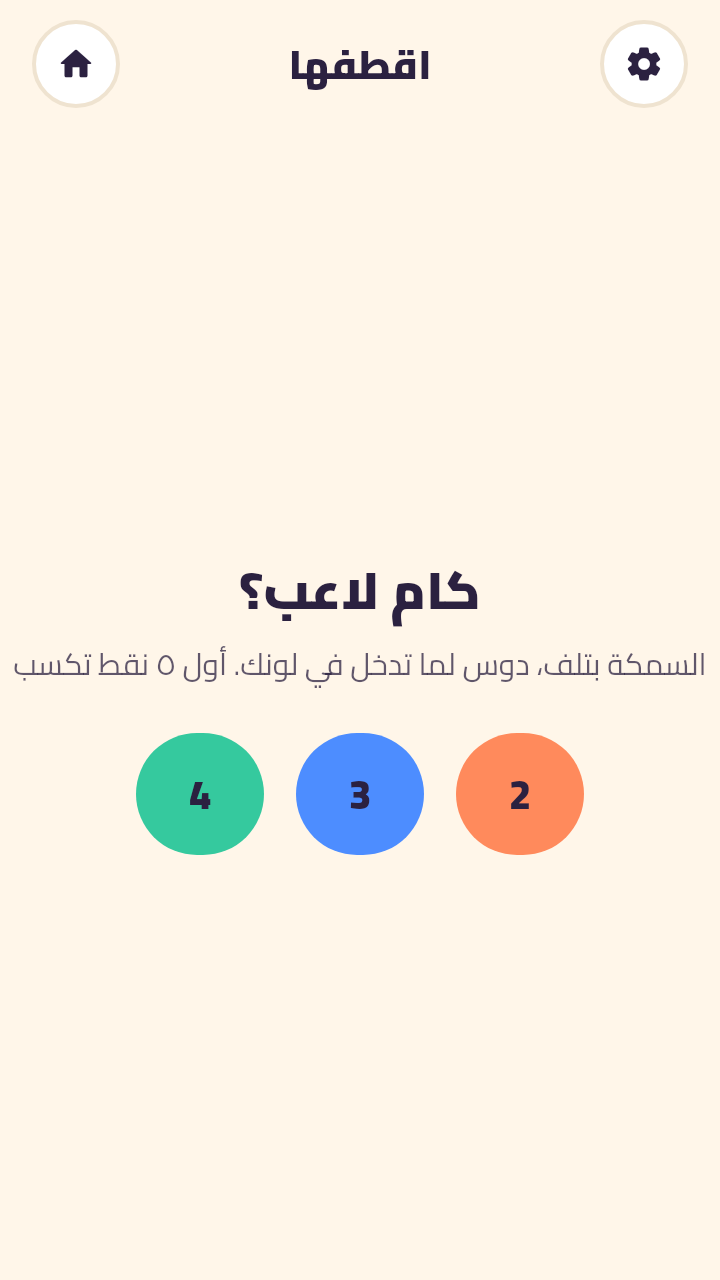 اقطفها
كام لاعب؟
السمكة بتلف، دوس لما تدخل في لونك. أول ٥ نقط تكسب
2 3 4